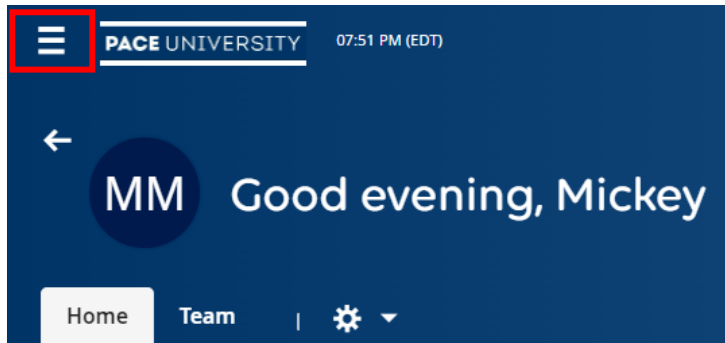 PACE UNIVERSITY 07:51 PM (EDT)
MM Good evening, Mickey
Home Team |